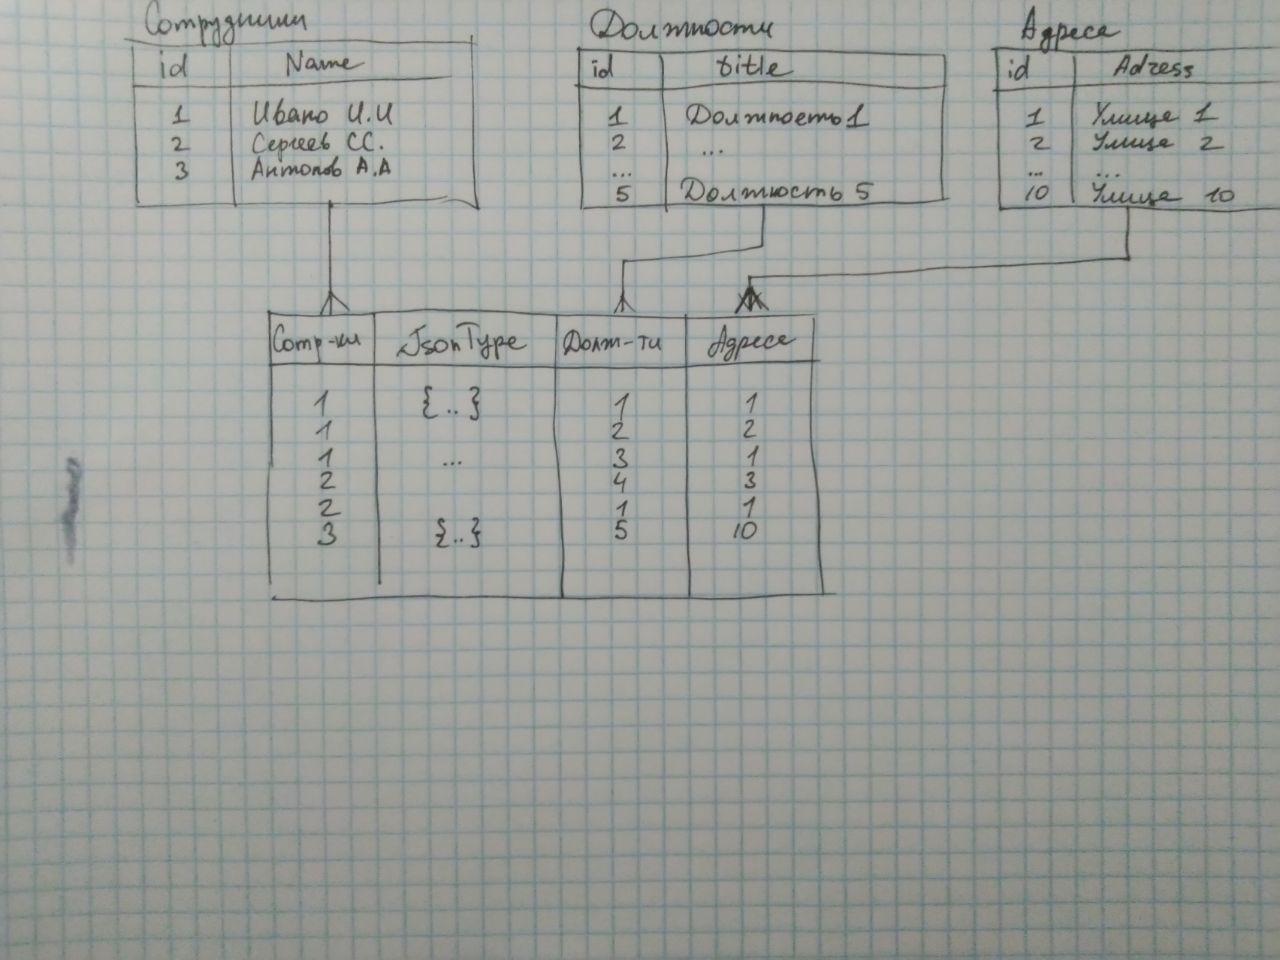 Сотрудники
id Name
1 Ивано И.И
2 Сергеев С.С.
3 Антонов А.А
Должности
id title
1 Должность 1
2 ...
...
5 Должность 5
Адреса
id Adress
1 Улица 1
2 Улица 2
... ...
10 Улица 10
Сотр-ки JsonType Долж-ти Адреса
1 {..} 1 1
1 2 2
1 ... 3 1
2 4 3
2 1 1
3 {..} 5 10